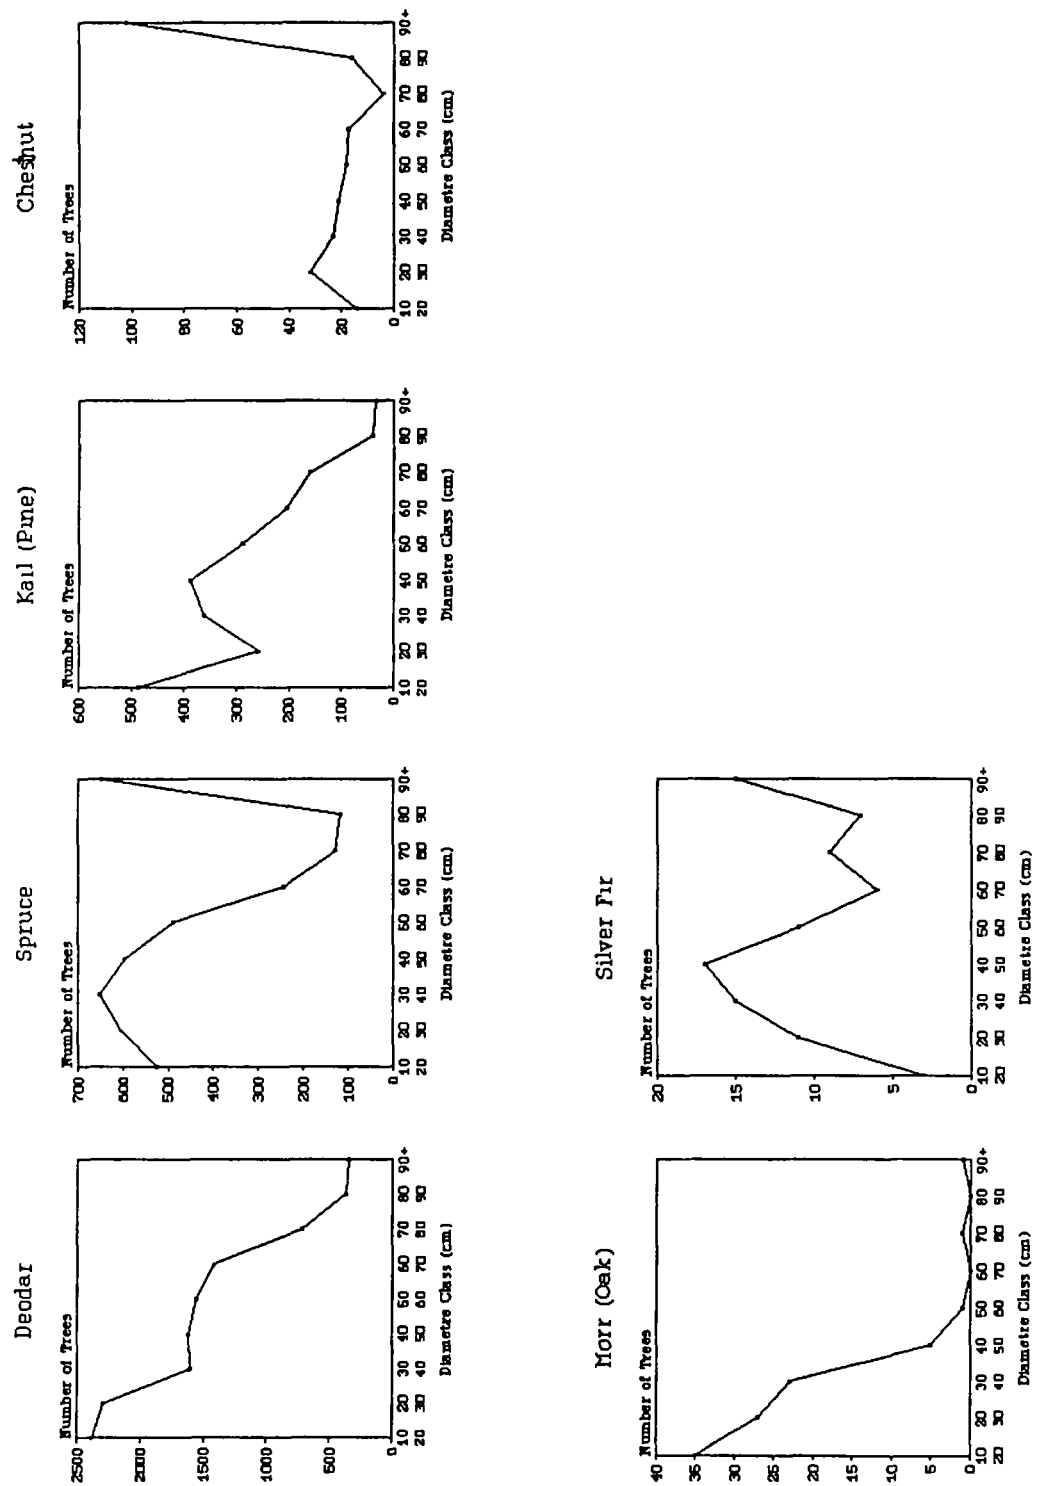 Deodar
Number of Trees
2500
2000
1500
1000
500
0
10 20 30 40 50 60 70 80 90+
20 30 40 50 60 70 80 90
Diametre Class (cm)
Spruce
Number of Trees
700
600
500
400
300
200
100
0
10 20 30 40 50 60 70 80 90+
20 30 40 50 60 70 80 90
Diametre Class (cm)
Kail (Pine)
Number of Trees
600
500
400
300
200
100
0
10 20 30 40 50 60 70 80 90+
20 30 40 50 60 70 80 90
Diametre Class (cm)
Chestnut
Number of Trees
120
100
80
60
40
20
0
10 20 30 40 50 60 70 80 90+
20 30 40 50 60 70 80 90
Diametre Class (cm)
Morr (Oak)
Number of Trees
40
35
30
25
20
15
10
5
0
10 20 30 40 50 60 70 80 90+
20 30 40 50 60 70 80 90
Diametre Class (cm)
Silver Fir
Number of Trees
20
15
10
5
0
10 20 30 40 50 60 70 80 90+
20 30 40 50 60 70 80 90
Diametre Class (cm)